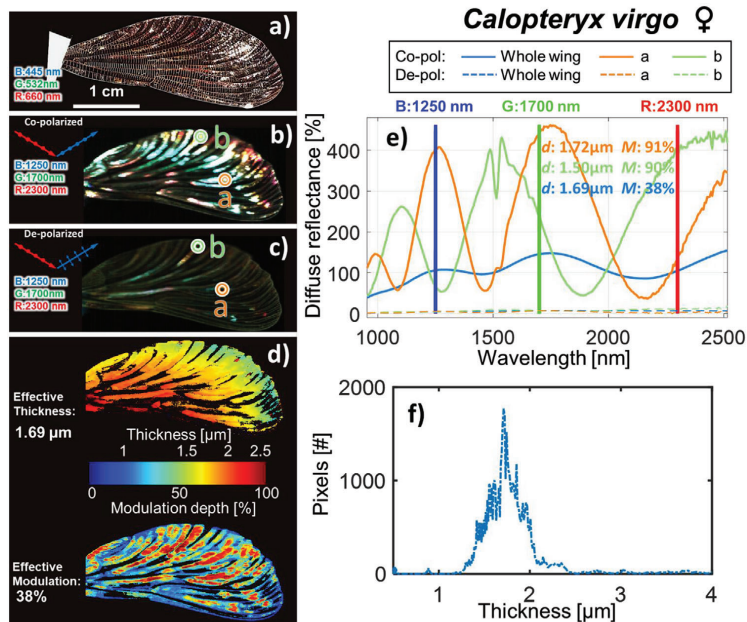 Calopteryx virgo ♀
Co-pol: Whole wing a b
De-pol: Whole wing a b
a)
B:445 nm
G:532nm
R:660 nm
1 cm
b)
Co-polarized
B:1250 nm
G:1700nm
R:2300 nm
b
a
c)
De-polarized
B:1250 nm
G:1700nm
R:2300 nm
b
a
d)
Effective
Thickness:
1.69 µm
Thickness [µm]
1 1.5 2 2.5
0 50 100
Modulation depth [%]
Effective
Modulation:
38%
B:1250 nm G:1700 nm R:2300 nm
e)
d: 1.72µm M: 91%
d: 1.50µm M: 90%
d: 1.69µm M: 38%
Diffuse reflectance [%]
400
300
200
100
0
1000 1500 2000 2500
Wavelength [nm]
f)
Pixels [#]
2000
1000
0
1 2 3 4
Thickness [µm]